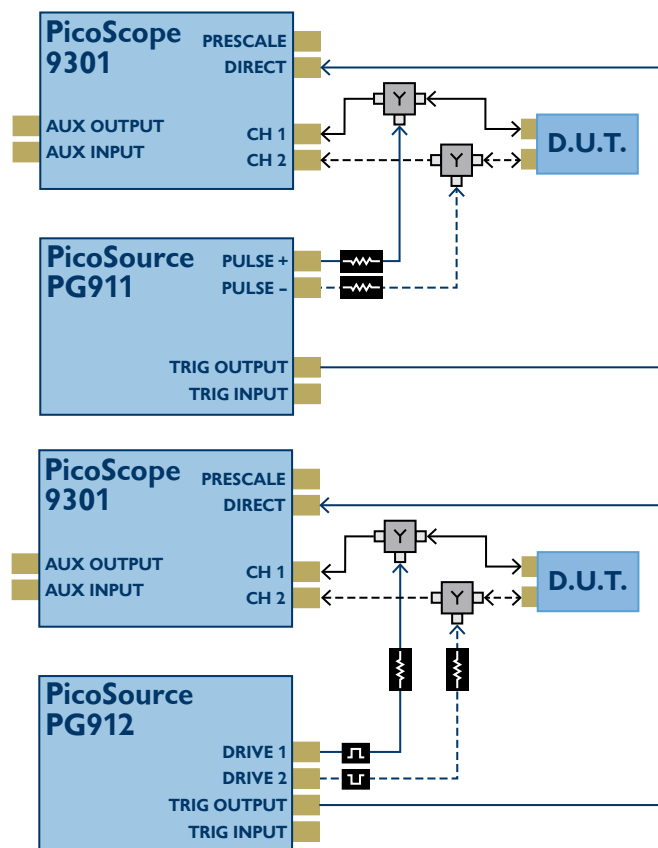 PicoScope
9301
PRESCALE
DIRECT
AUX OUTPUT
AUX INPUT
CH 1
CH 2
Y
Y
D.U.T.
PicoSource
PG911
PULSE +
PULSE –
TRIG OUTPUT
TRIG INPUT
PicoScope
9301
PRESCALE
DIRECT
AUX OUTPUT
AUX INPUT
CH 1
CH 2
Y
Y
D.U.T.
PicoSource
PG912
DRIVE 1
DRIVE 2
TRIG OUTPUT
TRIG INPUT